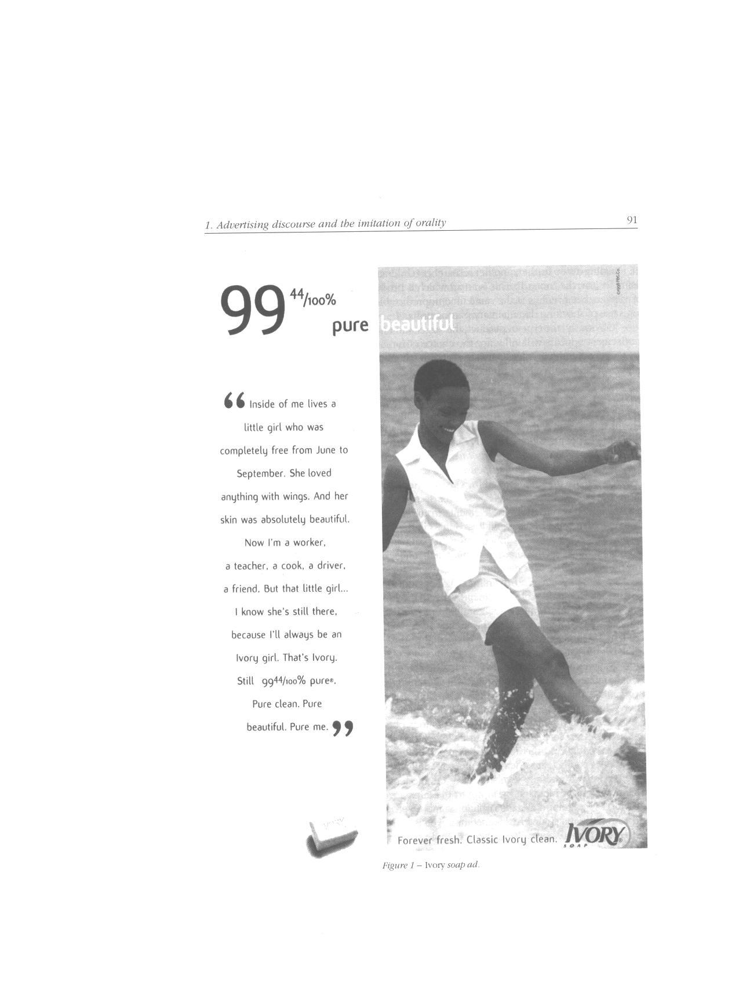 1. Advertising discourse and the imitation of orality 91
99 44/100%
pure beautiful
“ Inside of me lives a
little girl who was
completely free from June to
September. She loved
anything with wings. And her
skin was absolutely beautiful.
Now I'm a worker,
a teacher, a cook, a driver,
a friend. But that little girl...
I know she's still there,
because I'll always be an
Ivory girl. That's Ivory.
Still 9944/100% pure®.
Pure clean. Pure
beautiful. Pure me. ”
IVORY
Forever fresh. Classic Ivory clean.
IVORY®
SOAP
Figure 1 – Ivory soap ad.